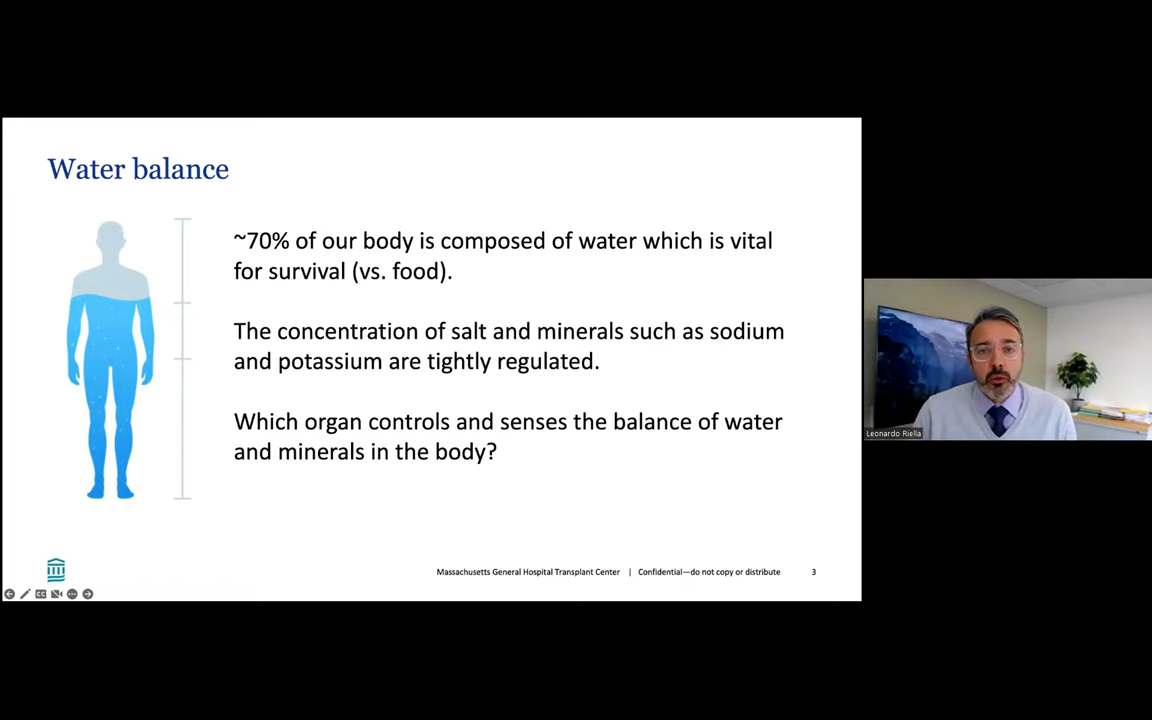 Water balance
~70% of our body is composed of water which is vital
for survival (vs. food).
The concentration of salt and minerals such as sodium
and potassium are tightly regulated.
Which organ controls and senses the balance of water
and minerals in the body?
Massachusetts General Hospital Transplant Center | Confidential—do not copy or distribute 3
CC
Leonardo Riella